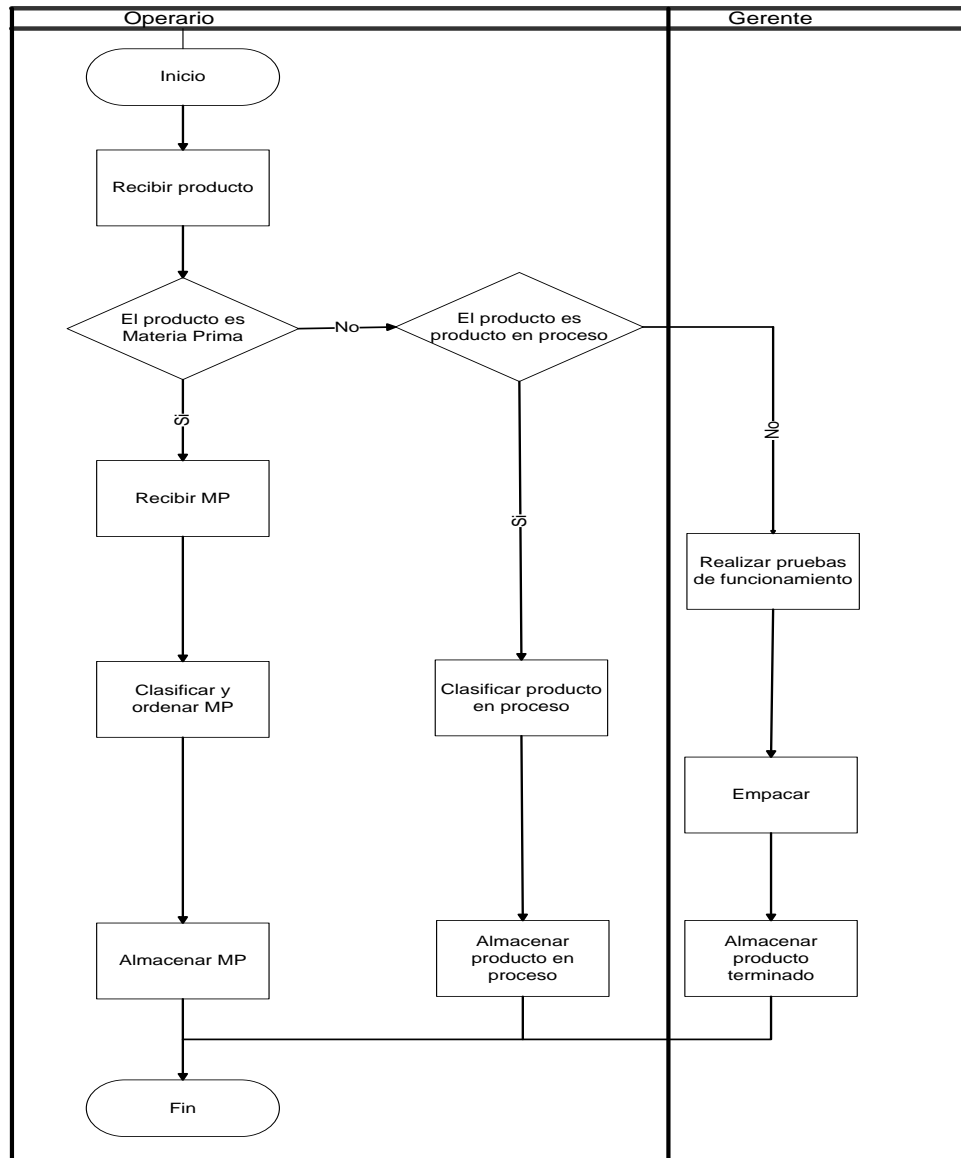 Operario
Gerente
Inicio
Recibir producto
El producto es
Materia Prima
No
El producto es
producto en proceso
Si
No
Recibir MP
Si
Realizar pruebas
de funcionamiento
Clasificar y
ordenar MP
Clasificar producto
en proceso
Empacar
Almacenar MP
Almacenar
producto en
proceso
Almacenar
producto
terminado
Fin